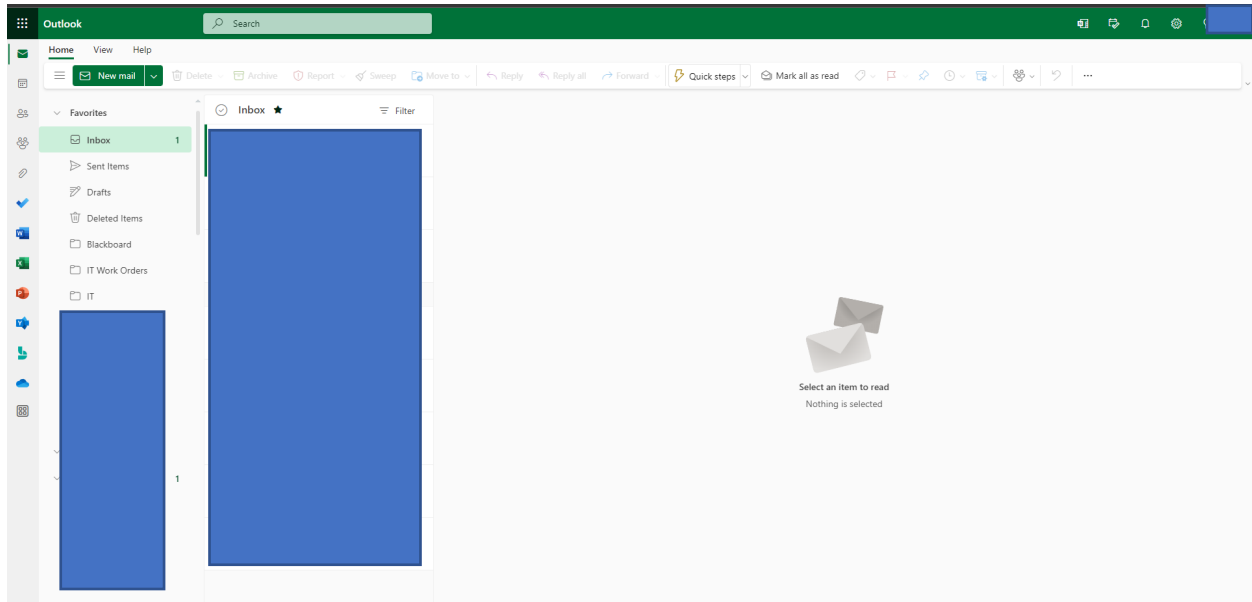 Outlook
Search
Home View Help
New mail Delete Archive Report Sweep Move to Reply Reply all Forward Quick steps Mark all as read
Favorites
Inbox 1
Sent Items
Drafts
Deleted Items
Blackboard
IT Work Orders
IT
1
Inbox Filter
Select an item to read
Nothing is selected